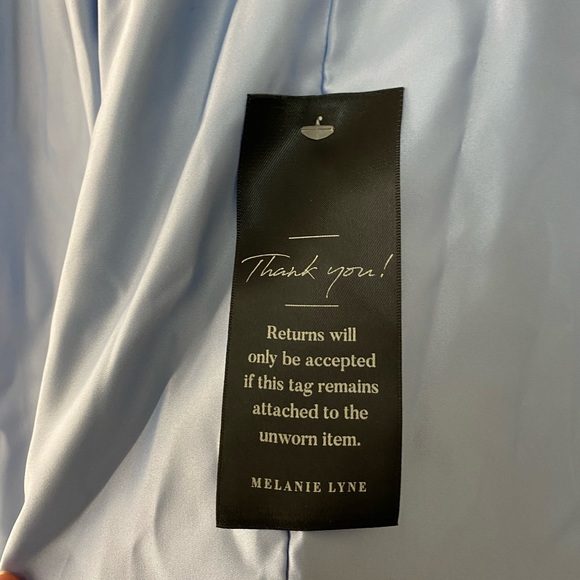 Thank you!
Returns will
only be accepted
if this tag remains
attached to the
unworn item.
MELANIE LYNE